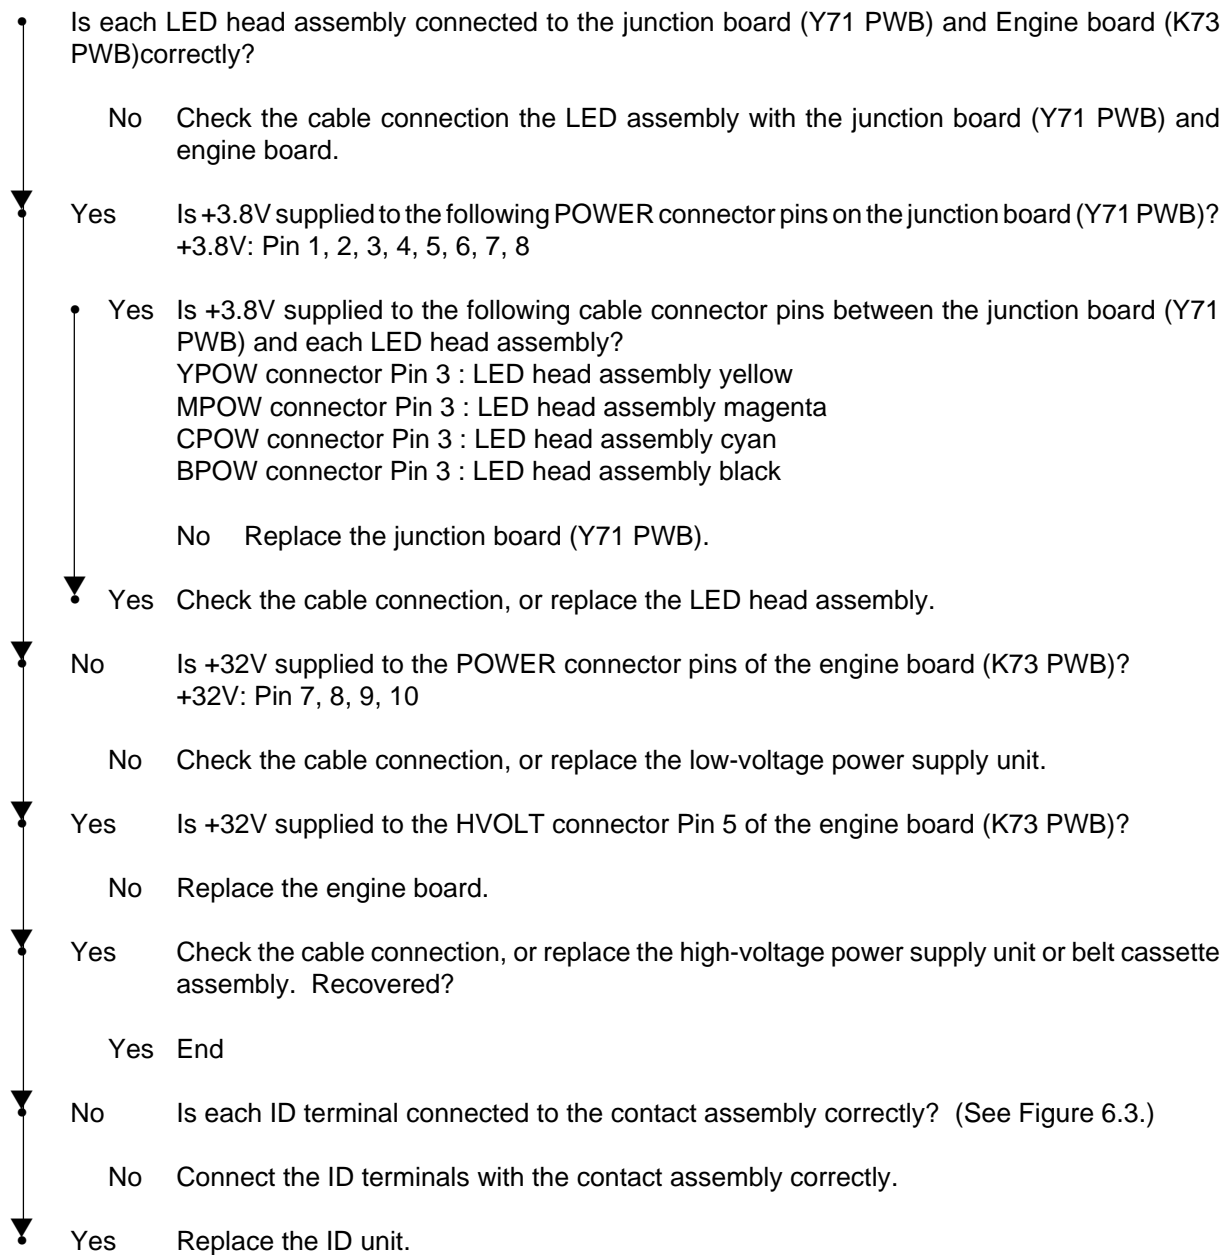 Is each LED head assembly connected to the junction board (Y71 PWB) and Engine board (K73
PWB)correctly?
No Check the cable connection the LED assembly with the junction board (Y71 PWB) and
engine board.
Yes Is +3.8V supplied to the following POWER connector pins on the junction board (Y71 PWB)?
+3.8V: Pin 1, 2, 3, 4, 5, 6, 7, 8
Yes Is +3.8V supplied to the following cable connector pins between the junction board (Y71
PWB) and each LED head assembly?
YPOW connector Pin 3 : LED head assembly yellow
MPOW connector Pin 3 : LED head assembly magenta
CPOW connector Pin 3 : LED head assembly cyan
BPOW connector Pin 3 : LED head assembly black
No Replace the junction board (Y71 PWB).
Yes Check the cable connection, or replace the LED head assembly.
No Is +32V supplied to the POWER connector pins of the engine board (K73 PWB)?
+32V: Pin 7, 8, 9, 10
No Check the cable connection, or replace the low-voltage power supply unit.
Yes Is +32V supplied to the HVOLT connector Pin 5 of the engine board (K73 PWB)?
No Replace the engine board.
Yes Check the cable connection, or replace the high-voltage power supply unit or belt cassette
assembly. Recovered?
Yes End
No Is each ID terminal connected to the contact assembly correctly? (See Figure 6.3.)
No Connect the ID terminals with the contact assembly correctly.
Yes Replace the ID unit.